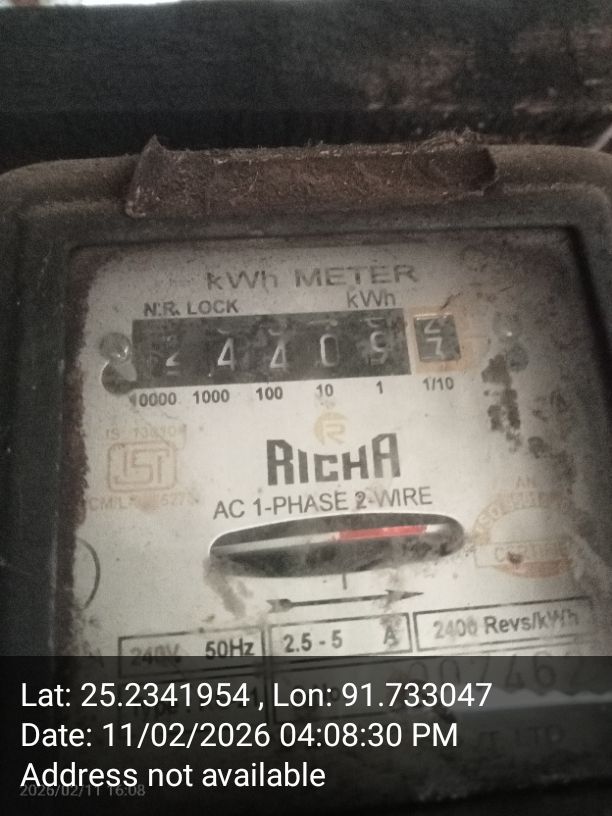 kWh METER
N.R. LOCK kWh
2 4 4 0 9 7
10000 1000 100 10 1 1/10
ISI
RICHA
AC 1-PHASE 2-WIRE
240V 50Hz 2.5 - 5 A 2400 Revs/kWh
Lat: 25.2341954 , Lon: 91.733047
Date: 11/02/2026 04:08:30 PM
Address not available
2026/02/11 16:08